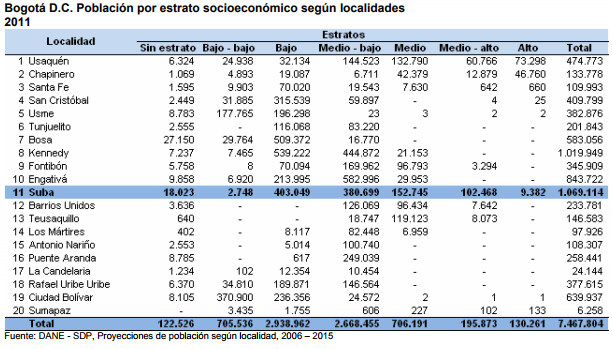 Bogotá D.C. Población por estrato socioeconómico según localidades
2011
Localidad Estratos
Sin estrato Bajo - bajo Bajo Medio - bajo Medio Medio - alto Alto Total
1 Usaquén 6.324 24.938 32.134 144.523 132.790 60.766 73.298 474.773
2 Chapinero 1.069 4.893 19.087 6.711 42.379 12.879 46.760 133.778
3 Santa Fe 1.595 9.903 70.020 19.543 7.630 642 660 109.993
4 San Cristóbal 2.449 31.885 315.539 59.897 - 4 25 409.799
5 Usme 8.783 177.765 196.298 23 3 2 2 382.876
6 Tunjuelito 2.555 - 116.068 83.220 - - - 201.843
7 Bosa 27.150 29.764 509.372 16.770 - - - 583.056
8 Kennedy 7.237 7.465 539.222 444.872 21.153 - - 1.019.949
9 Fontibón 5.758 8 70.094 169.962 96.793 3.294 - 345.909
10 Engativá 9.858 6.920 213.995 582.996 29.953 - - 843.722
11 Suba 18.023 2.748 403.049 380.699 152.745 102.468 9.382 1.069.114
12 Barrios Unidos 3.636 - - 126.069 96.434 7.642 - 233.781
13 Teusaquillo 640 - - 18.747 119.123 8.073 - 146.583
14 Los Mártires 402 - 8.117 82.448 6.959 - - 97.926
15 Antonio Nariño 2.553 - 5.014 100.740 - - - 108.307
16 Puente Aranda 8.785 - 617 249.039 - - - 258.441
17 La Candelaria 1.234 102 12.354 10.454 - - - 24.144
18 Rafael Uribe Uribe 6.370 34.810 189.871 146.564 - - - 377.615
19 Ciudad Bolívar 8.105 370.900 236.356 24.572 2 1 1 639.937
20 Sumapaz - 3.435 1.755 606 227 102 133 6.258
Total 122.526 705.536 2.938.962 2.668.455 706.191 195.873 130.261 7.467.804
Fuente: DANE - SDP, Proyecciones de población según localidad, 2006 – 2015